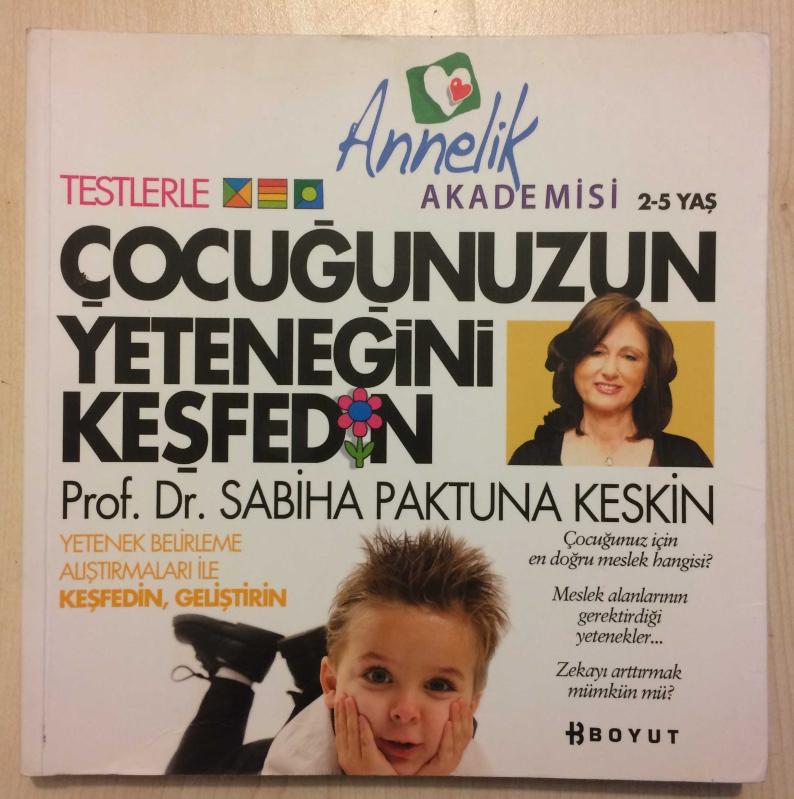 Annelik
AKADEMİSİ 2-5 YAŞ
TESTLERLE
ÇOCUĞUNUZUN
YETENEĞİNİ
KEŞFEDİN
Prof. Dr. SABİHA PAKTUNA KESKİN
YETENEK BELİRLEME
ALIŞTIRMALARI İLE
KEŞFEDİN, GELİŞTİRİN
Çocuğunuz için
en doğru meslek hangisi?
Meslek alanlarının
gerektirdiği
yetenekler...
Zekayı arttırmak
mümkün mü?
BOYUT